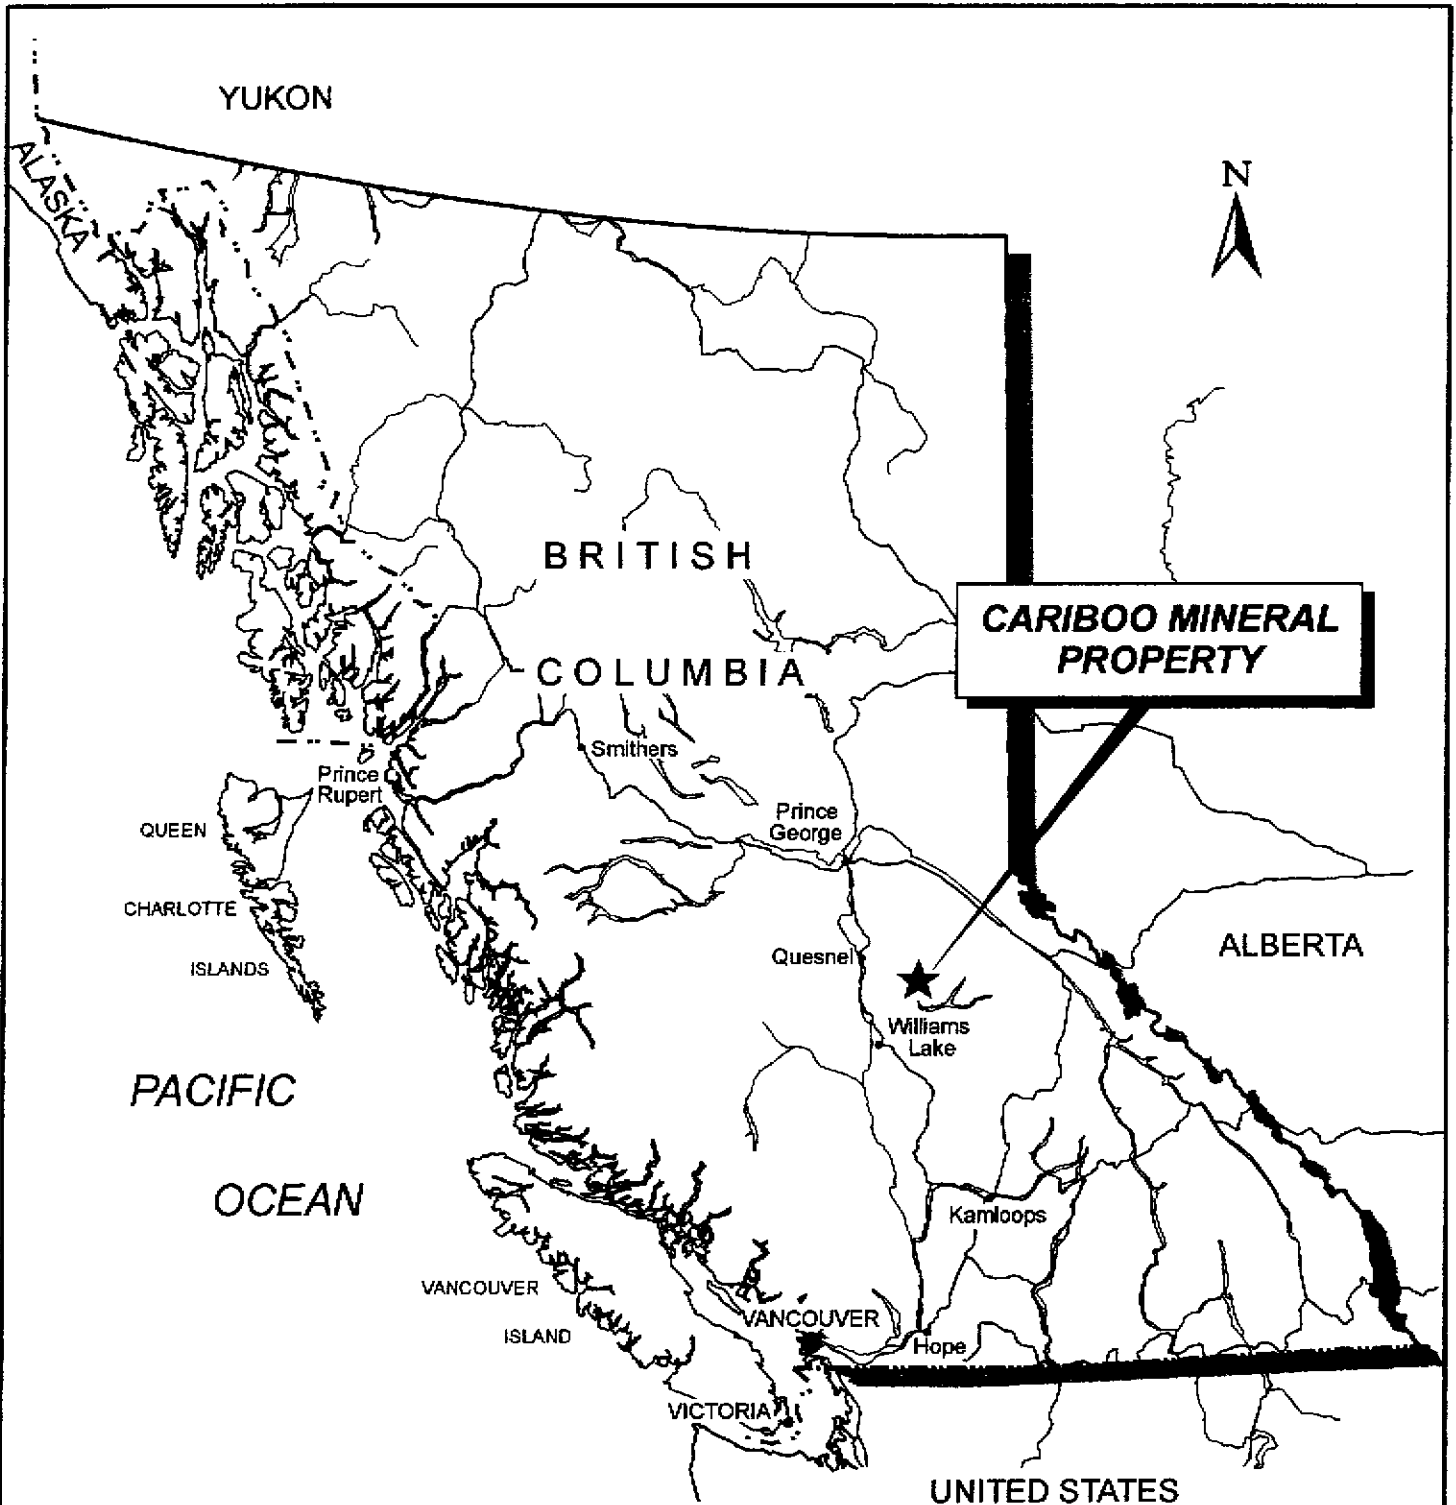 YUKON
ALASKA
N
BRITISH
CARIBOO MINERAL
PROPERTY
COLUMBIA
Smithers
Prince
Rupert
Prince
George
QUEEN
CHARLOTTE
ISLANDS
Quesnel
ALBERTA
Williams
Lake
PACIFIC
OCEAN
Kamloops
VANCOUVER
ISLAND
VANCOUVER
Hope
VICTORIA
UNITED STATES